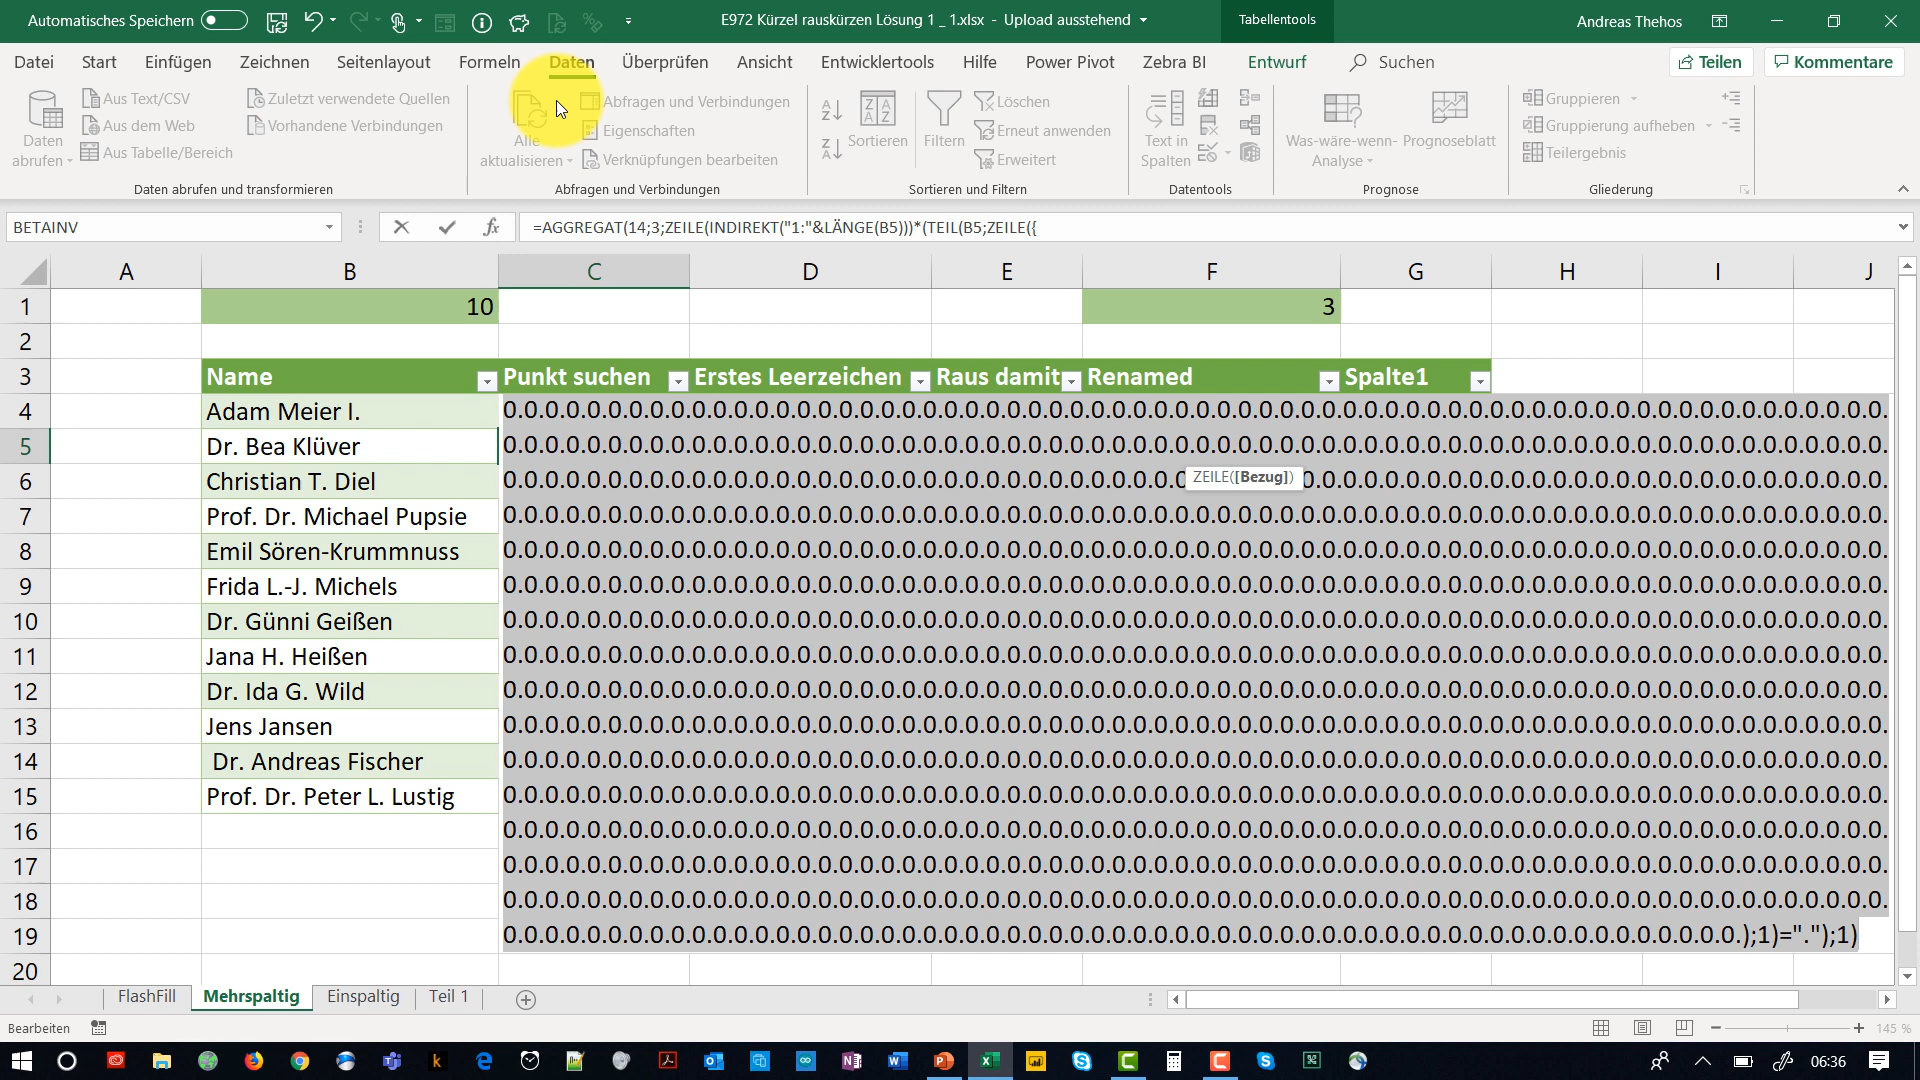 Automatisches Speichern
E972 Kürzel rauskürzen Lösung 1 _ 1.xlsx - Upload ausstehend
Tabellentools
Andreas Thehos
Datei Start Einfügen Zeichnen Seitenlayout Formeln Daten Überprüfen Ansicht Entwicklertools Hilfe Power Pivot Zebra BI Entwurf Suchen Teilen Kommentare
Daten abrufen
Aus Text/CSV
Aus dem Web
Aus Tabelle/Bereich
Zuletzt verwendete Quellen
Vorhandene Verbindungen
Alle aktualisieren
Abfragen und Verbindungen
Eigenschaften
Verknüpfungen bearbeiten
Sortieren
Filtern
Löschen
Erneut anwenden
Erweitert
Text in Spalten
Was-wäre-wenn-Analyse
Prognoseblatt
Gruppieren
Gruppierung aufheben
Teilergebnis
Daten abrufen und transformieren
Abfragen und Verbindungen
Sortieren und Filtern
Datentools
Prognose
Gliederung
BETAINV
fx
=AGGREGAT(14;3;ZEILE(INDIREKT("1:"&LÄNGE(B5)))*(TEIL(B5;ZEILE({
A B C D E F G H I J
1 10 3
2
3 Name Punkt suchen Erstes Leerzeichen Raus damit Renamed Spalte1
4 Adam Meier I.
5 Dr. Bea Klüver
6 Christian T. Diel
ZEILE([Bezug])
7 Prof. Dr. Michael Pupsie
8 Emil Sören-Krummnuss
9 Frida L.-J. Michels
10 Dr. Günni Geißen
11 Jana H. Heißen
12 Dr. Ida G. Wild
13 Jens Jansen
14 Dr. Andreas Fischer
15 Prof. Dr. Peter L. Lustig
16
17
18
19 );1)=".");1)
20
FlashFill Mehrspaltig Einspaltig Teil 1
Bearbeiten
145 %
06:36